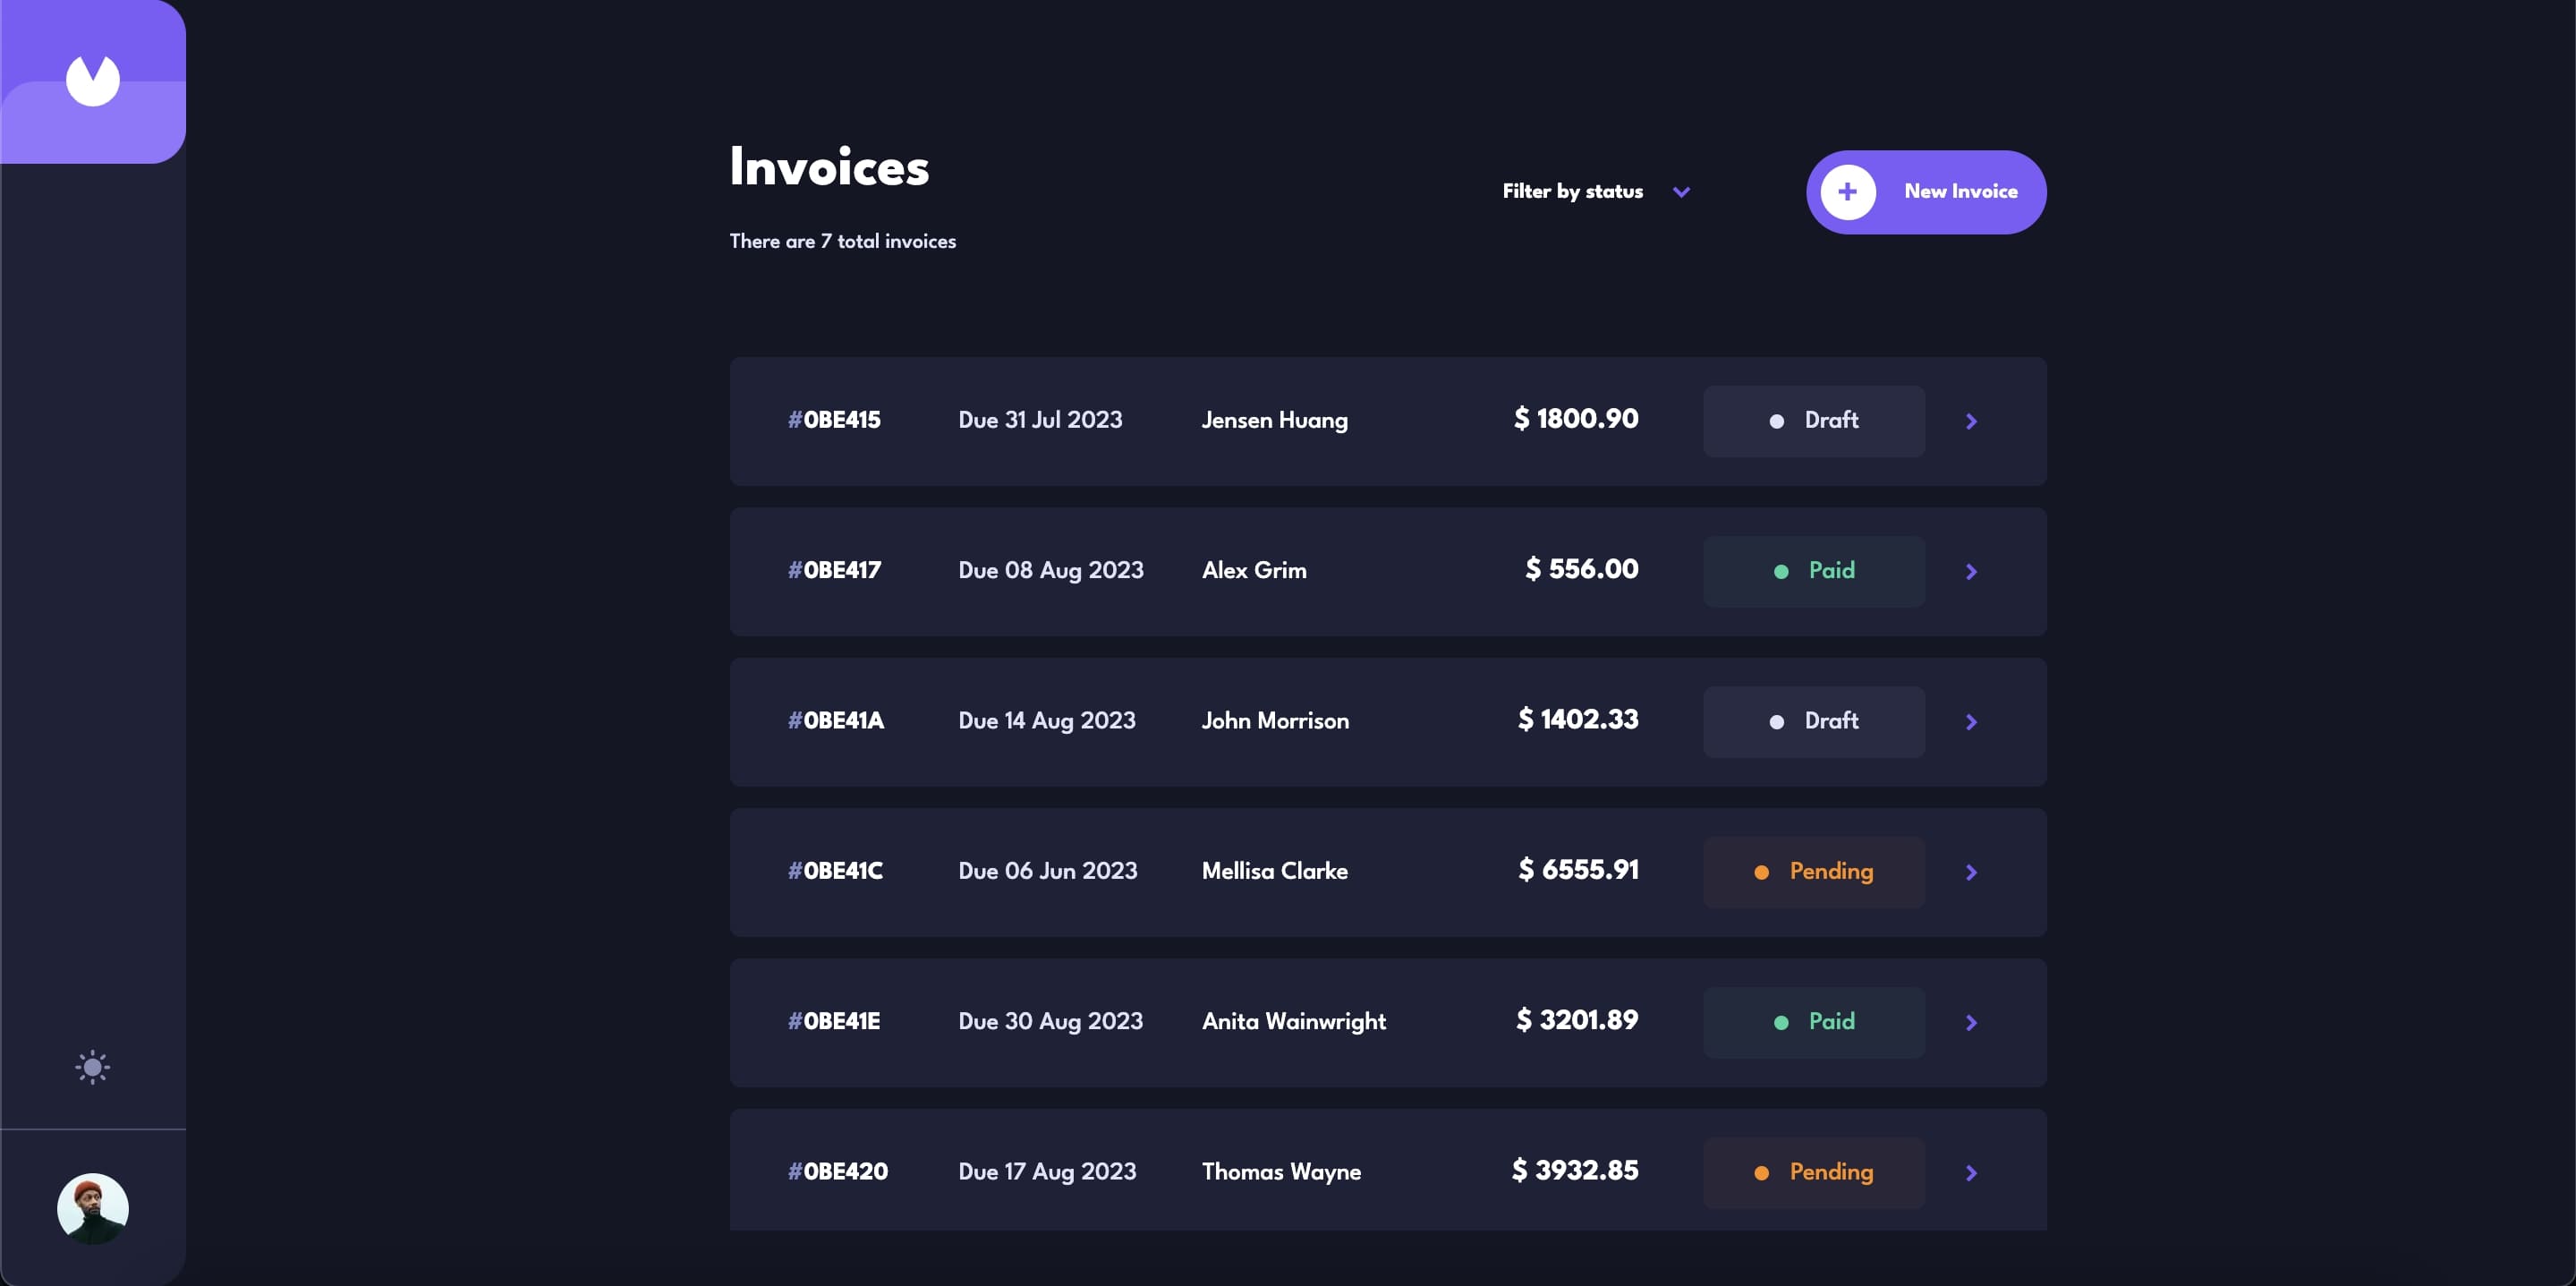 Invoices
Filter by status
New Invoice
There are 7 total invoices
#0BE415 Due 31 Jul 2023 Jensen Huang $ 1800.90 Draft
#0BE417 Due 08 Aug 2023 Alex Grim $ 556.00 Paid
#0BE41A Due 14 Aug 2023 John Morrison $ 1402.33 Draft
#0BE41C Due 06 Jun 2023 Mellisa Clarke $ 6555.91 Pending
#0BE41E Due 30 Aug 2023 Anita Wainwright $ 3201.89 Paid
#0BE420 Due 17 Aug 2023 Thomas Wayne $ 3932.85 Pending